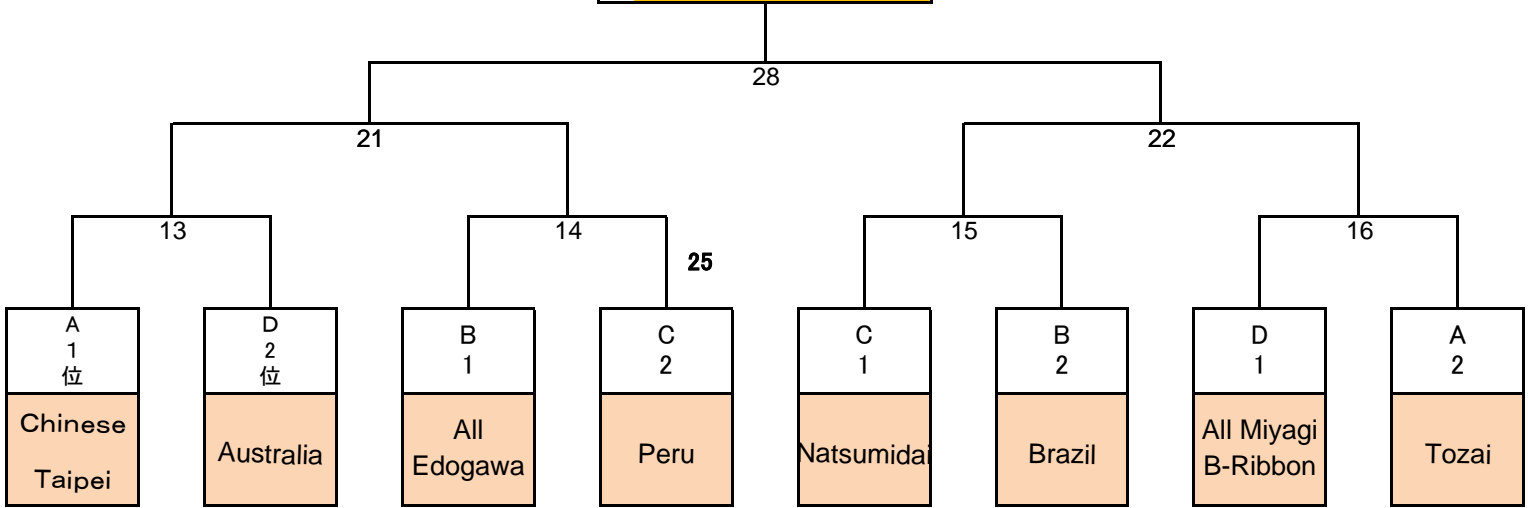 28
21
22
13
14
15
16
25
A
1
位
D
2
位
B
1
C
2
C
1
B
2
D
1
A
2
Chinese
Taipei
Australia
All
Edogawa
Peru
Natsumidai
Brazil
All Miyagi
B-Ribbon
Tozai